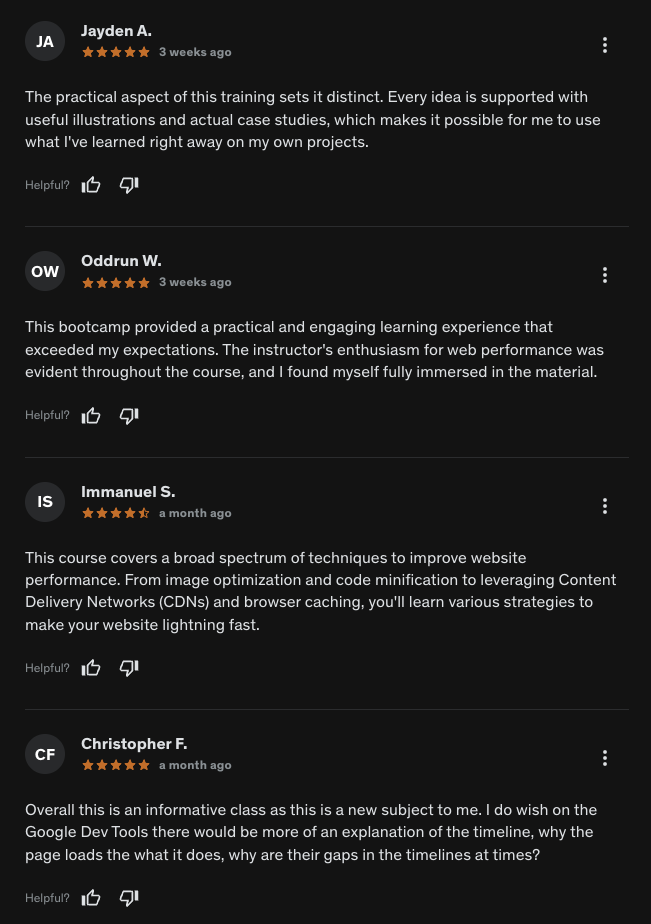 JA
Jayden A.
3 weeks ago
The practical aspect of this training sets it distinct. Every idea is supported with
useful illustrations and actual case studies, which makes it possible for me to use
what I've learned right away on my own projects.
Helpful?
OW
Oddrun W.
3 weeks ago
This bootcamp provided a practical and engaging learning experience that
exceeded my expectations. The instructor's enthusiasm for web performance was
evident throughout the course, and I found myself fully immersed in the material.
Helpful?
IS
Immanuel S.
a month ago
This course covers a broad spectrum of techniques to improve website
performance. From image optimization and code minification to leveraging Content
Delivery Networks (CDNs) and browser caching, you'll learn various strategies to
make your website lightning fast.
Helpful?
CF
Christopher F.
a month ago
Overall this is an informative class as this is a new subject to me. I do wish on the
Google Dev Tools there would be more of an explanation of the timeline, why the
page loads the what it does, why are their gaps in the timelines at times?
Helpful?